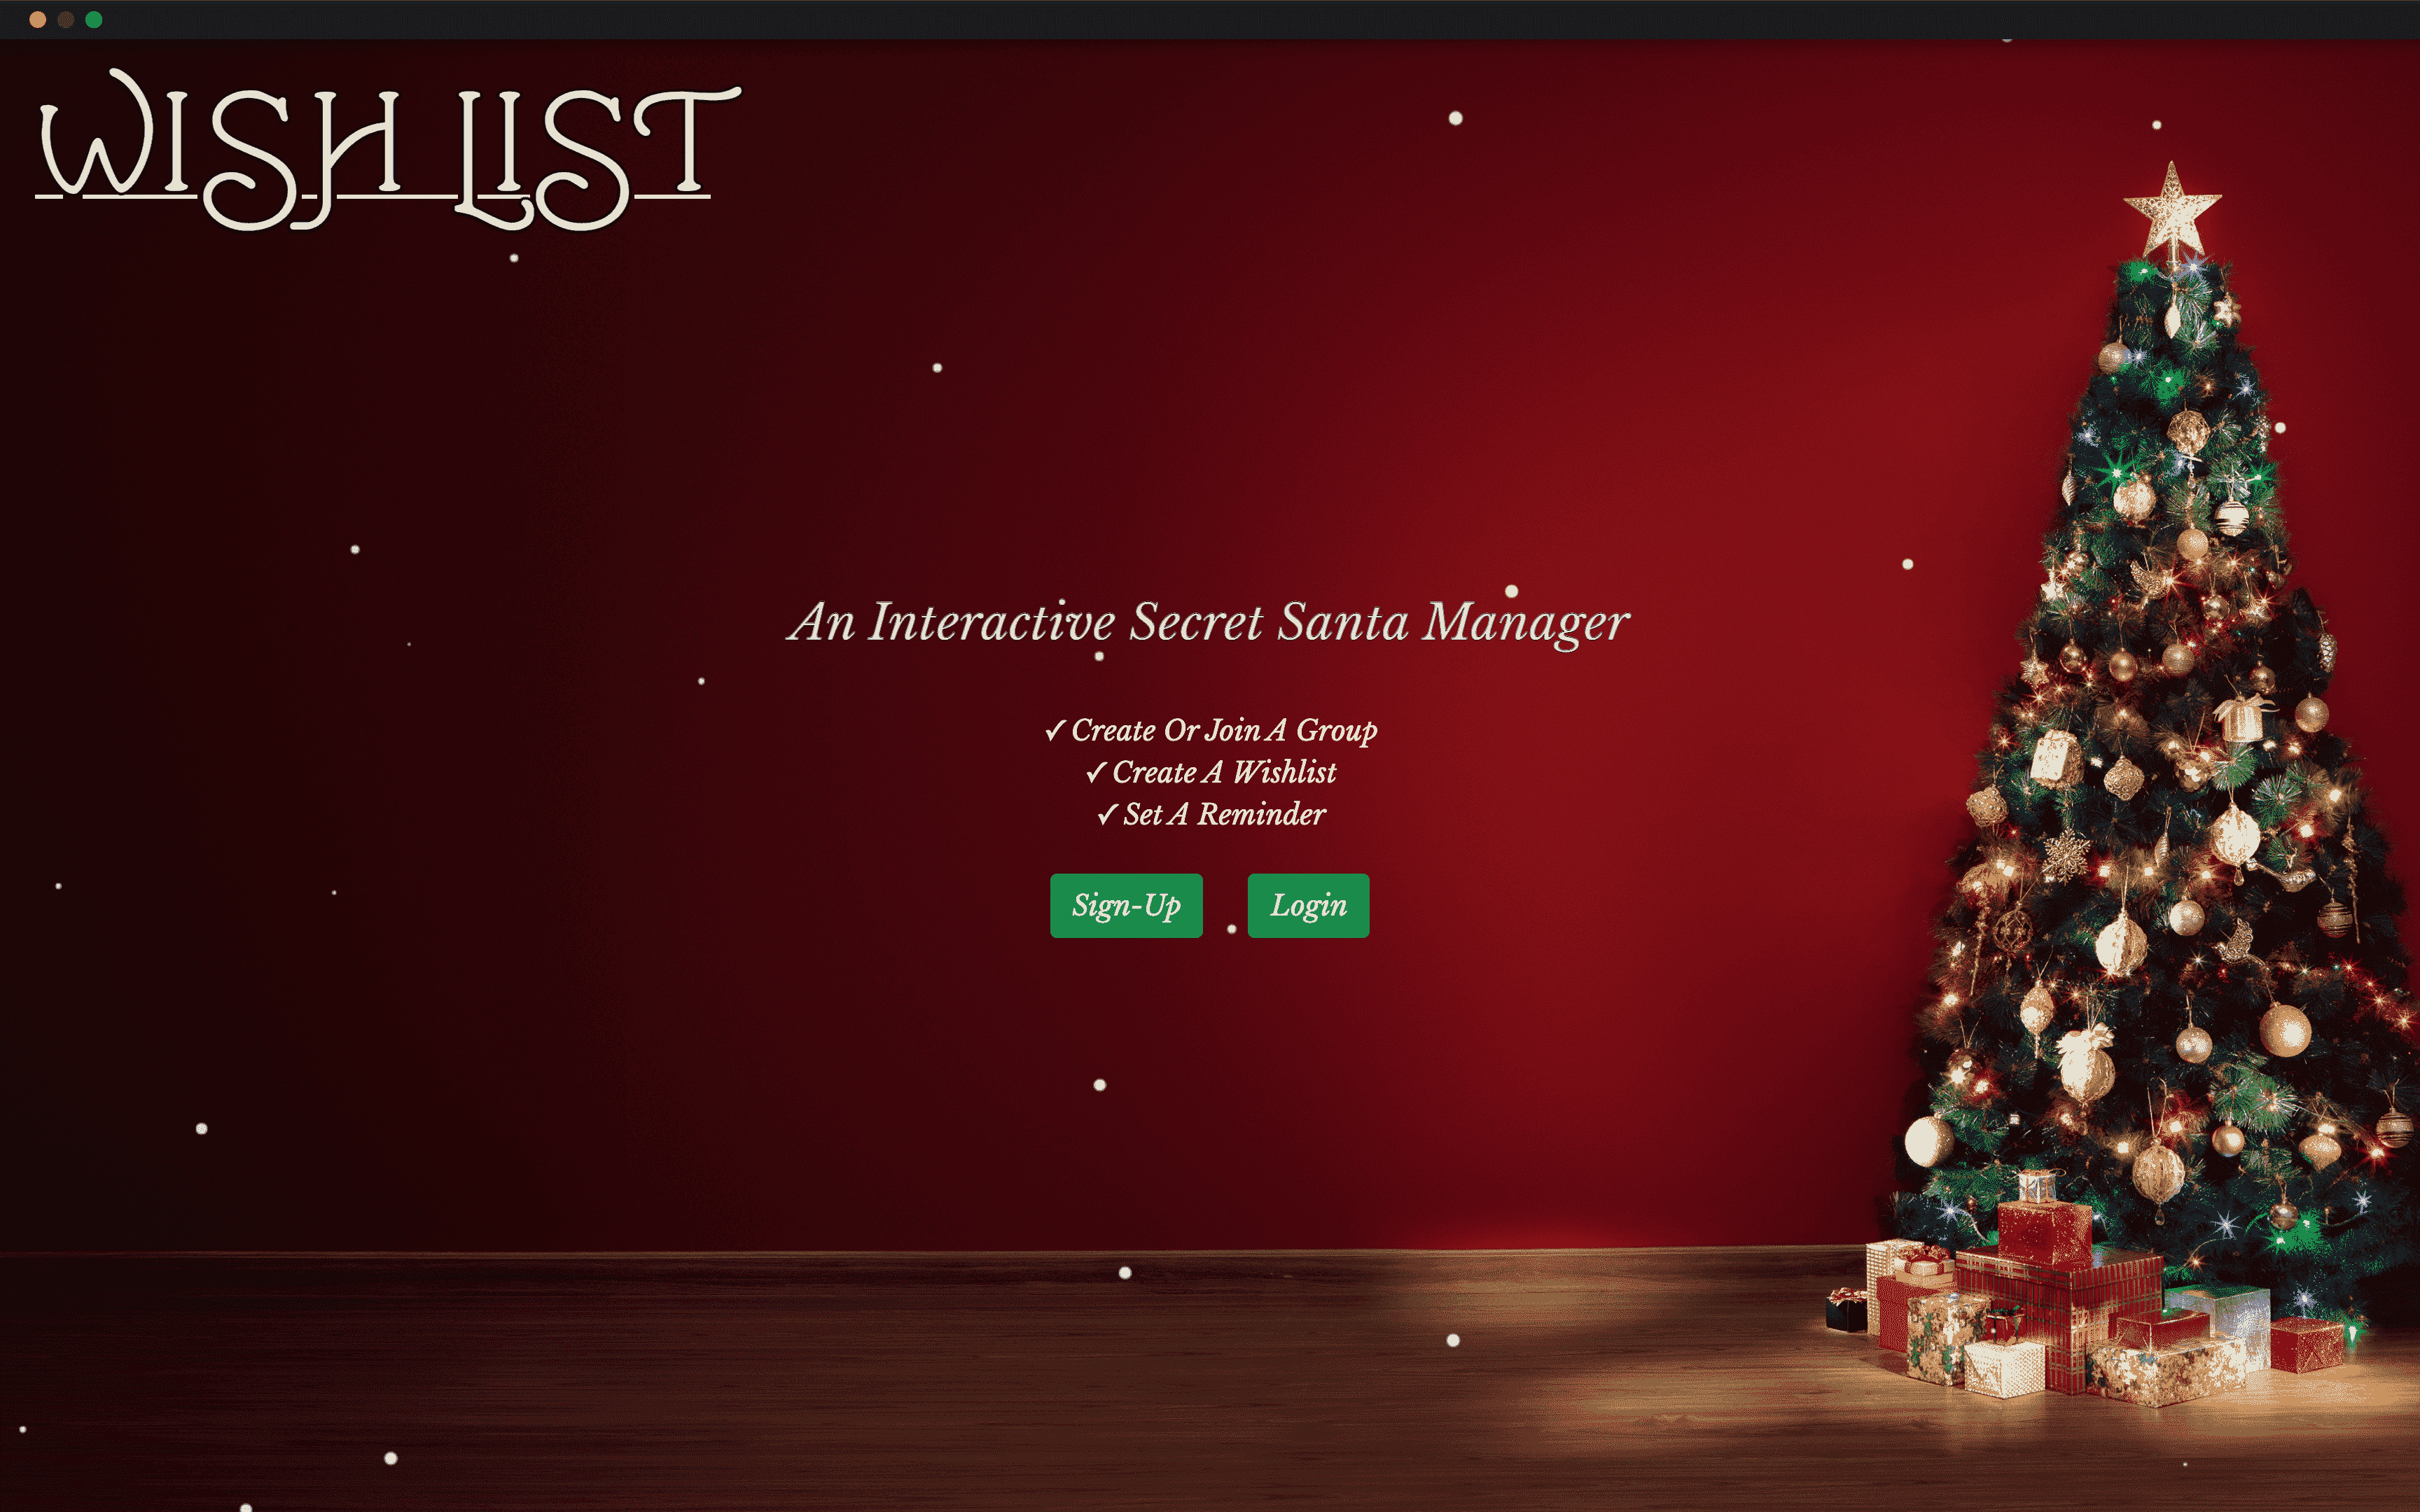 WISH LIST
An Interactive Secret Santa Manager
✓ Create Or Join A Group
✓ Create A Wishlist
✓ Set A Reminder
Sign-Up Login